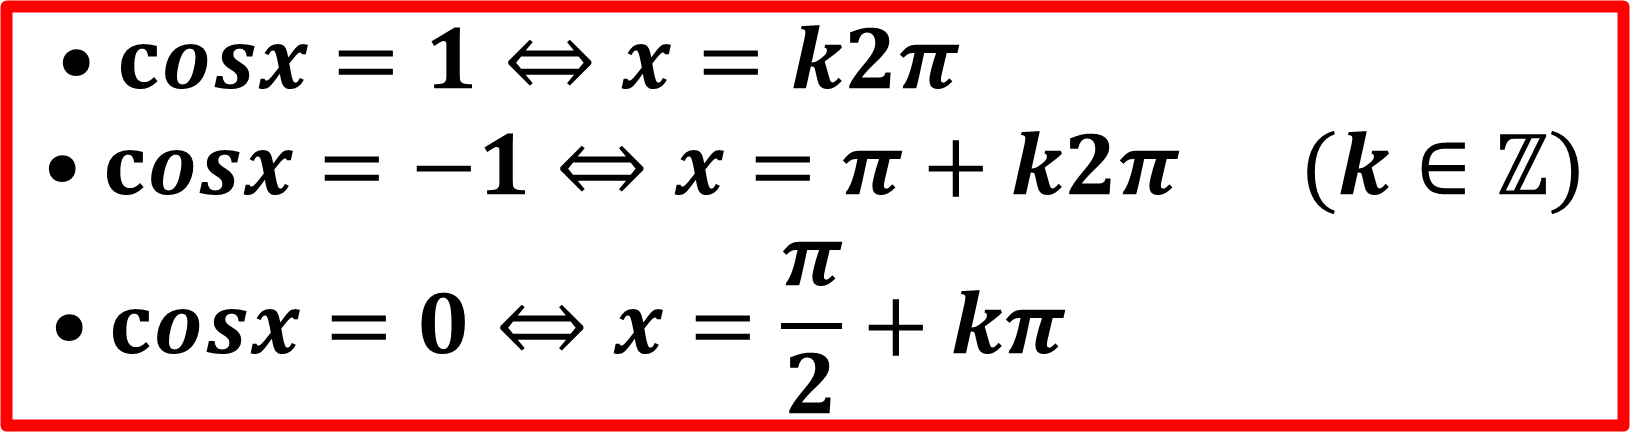 • cosx = 1 ⇔ x = k2π
• cosx = −1 ⇔ x = π + k2π (k ∈ ℤ)
• cosx = 0 ⇔ x = π/2 + kπ